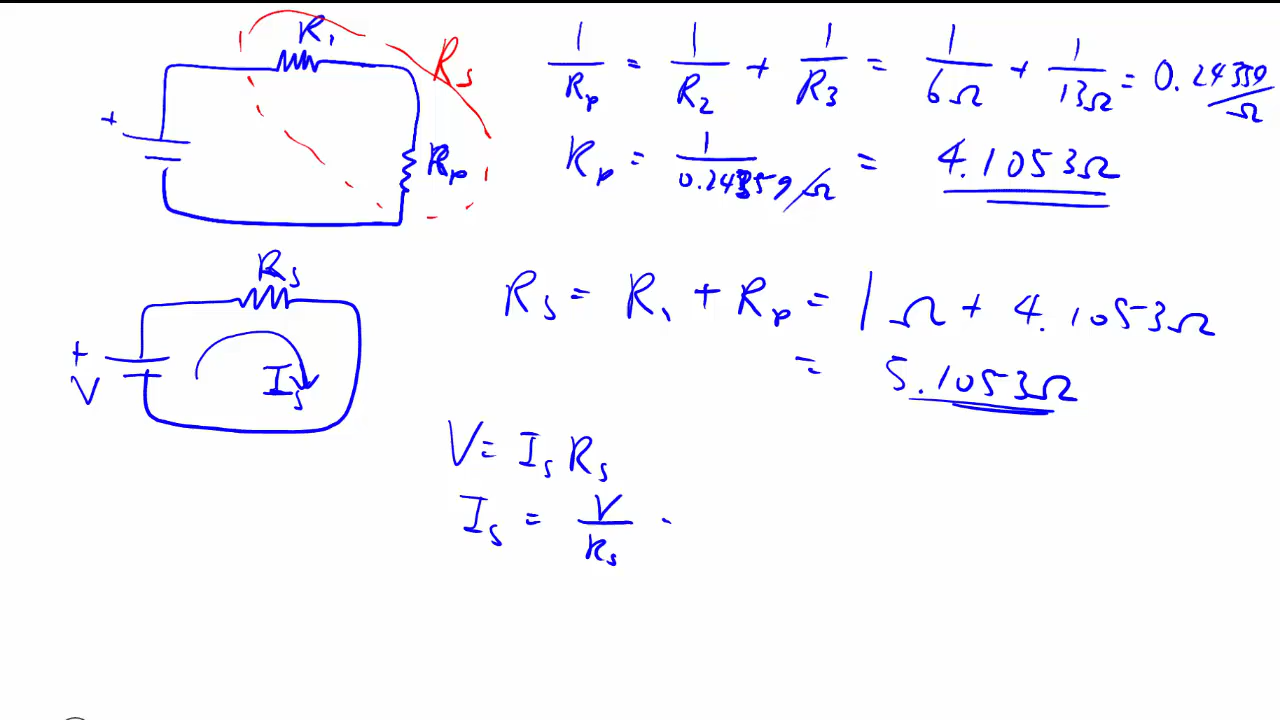 R₁
Rₛ
+
Rₚ
1/Rₚ = 1/R₂ + 1/R₃ = 1/6Ω + 1/13Ω = 0.24359/Ω
Rₚ = 1/0.24359/Ω = 4.1053Ω
Rₛ
+
V
Iₛ
Rₛ = R₁ + Rₚ = 1Ω + 4.1053Ω
= 5.1053Ω
V = Iₛ Rₛ
Iₛ = V/Rₛ